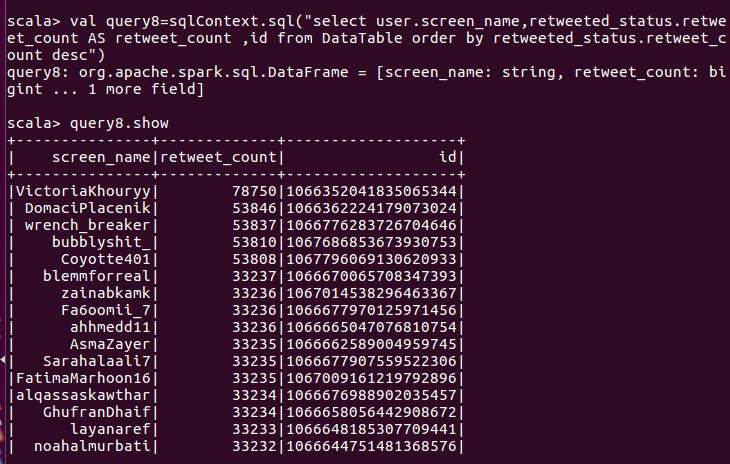 scala> val query8=sqlContext.sql("select user.screen_name,retweeted_status.retwe
et_count AS retweet_count ,id from DataTable order by retweeted_status.retweet_c
ount desc")
query8: org.apache.spark.sql.DataFrame = [screen_name: string, retweet_count: bi
gint ... 1 more field]
scala> query8.show
+---------------+-------------+-------------------+
|    screen_name|retweet_count|                 id|
+---------------+-------------+-------------------+
|VictoriaKhouryy|        78750|1066352041835065344|
| DomaciPlacenik|        53846|1066362224179073024|
| wrench_breaker|        53837|1066776283726704646|
|    bubblyshit_|        53810|1067686853673930753|
|     Coyotte401|        53808|1067796069130620933|
|   blemmforreal|        33237|1066670065708347393|
|     zainabkamk|        33236|1067014538296463367|
|     Fa6oomii_7|        33236|1066677970125971456|
|      ahhmedd11|        33236|1066665047076810754|
|      AsmaZayer|        33235|1066662589004959745|
|   Sarahalaali7|        33235|1066677907559522306|
|FatimaMarhoon16|        33235|1067009161219792896|
|alqassaskawthar|        33234|1066676988902035457|
|   GhufranDhaif|        33234|1066658056442908672|
|      layanaref|        33233|1066648185307709441|
|  noahalmurbati|        33232|1066644751481368576|